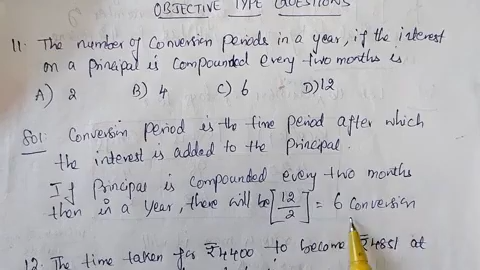 OBJECTIVE TYPE QUESTIONS
11. The number of conversion periods in a year, if the interest
on a principal is compounded every two months is
A) 2 B) 4 C) 6 D) 12
Sol: Conversion period is the time period after which
the interest is added to the principal.
If Principal is compounded every two months
then in a year, there will be [12/2] = 6 Conversion
12. The time taken for ₹4400 to become ₹4851 at